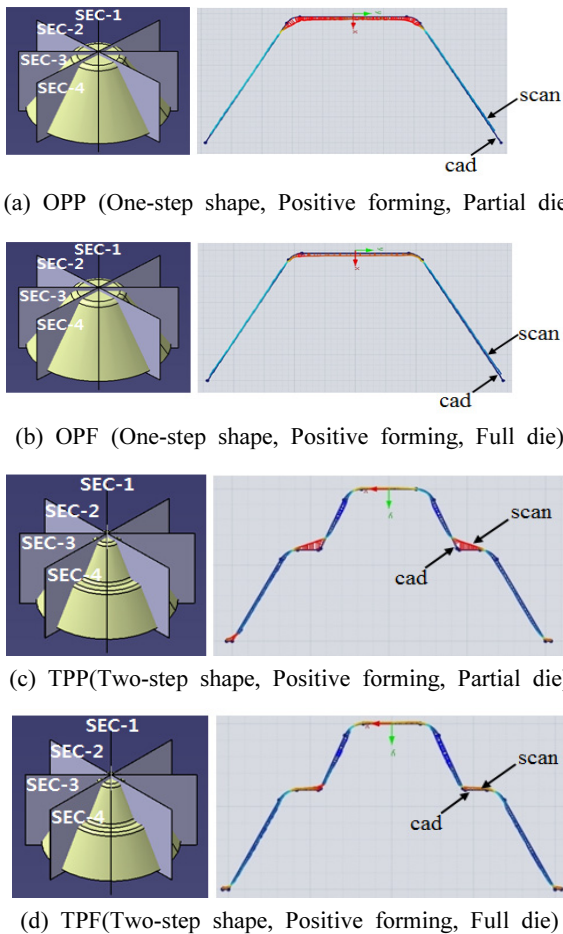 SEC-1
SEC-2
SEC-3
SEC-4
scan
cad
(a) OPP (One-step shape, Positive forming, Partial die
SEC-1
SEC-2
SEC-3
SEC-4
scan
cad
(b) OPF (One-step shape, Positive forming, Full die)
SEC-1
SEC-2
SEC-3
SEC-4
scan
cad
(c) TPP(Two-step shape, Positive forming, Partial die)
SEC-1
SEC-2
SEC-3
SEC-4
scan
cad
(d) TPF(Two-step shape, Positive forming, Full die)